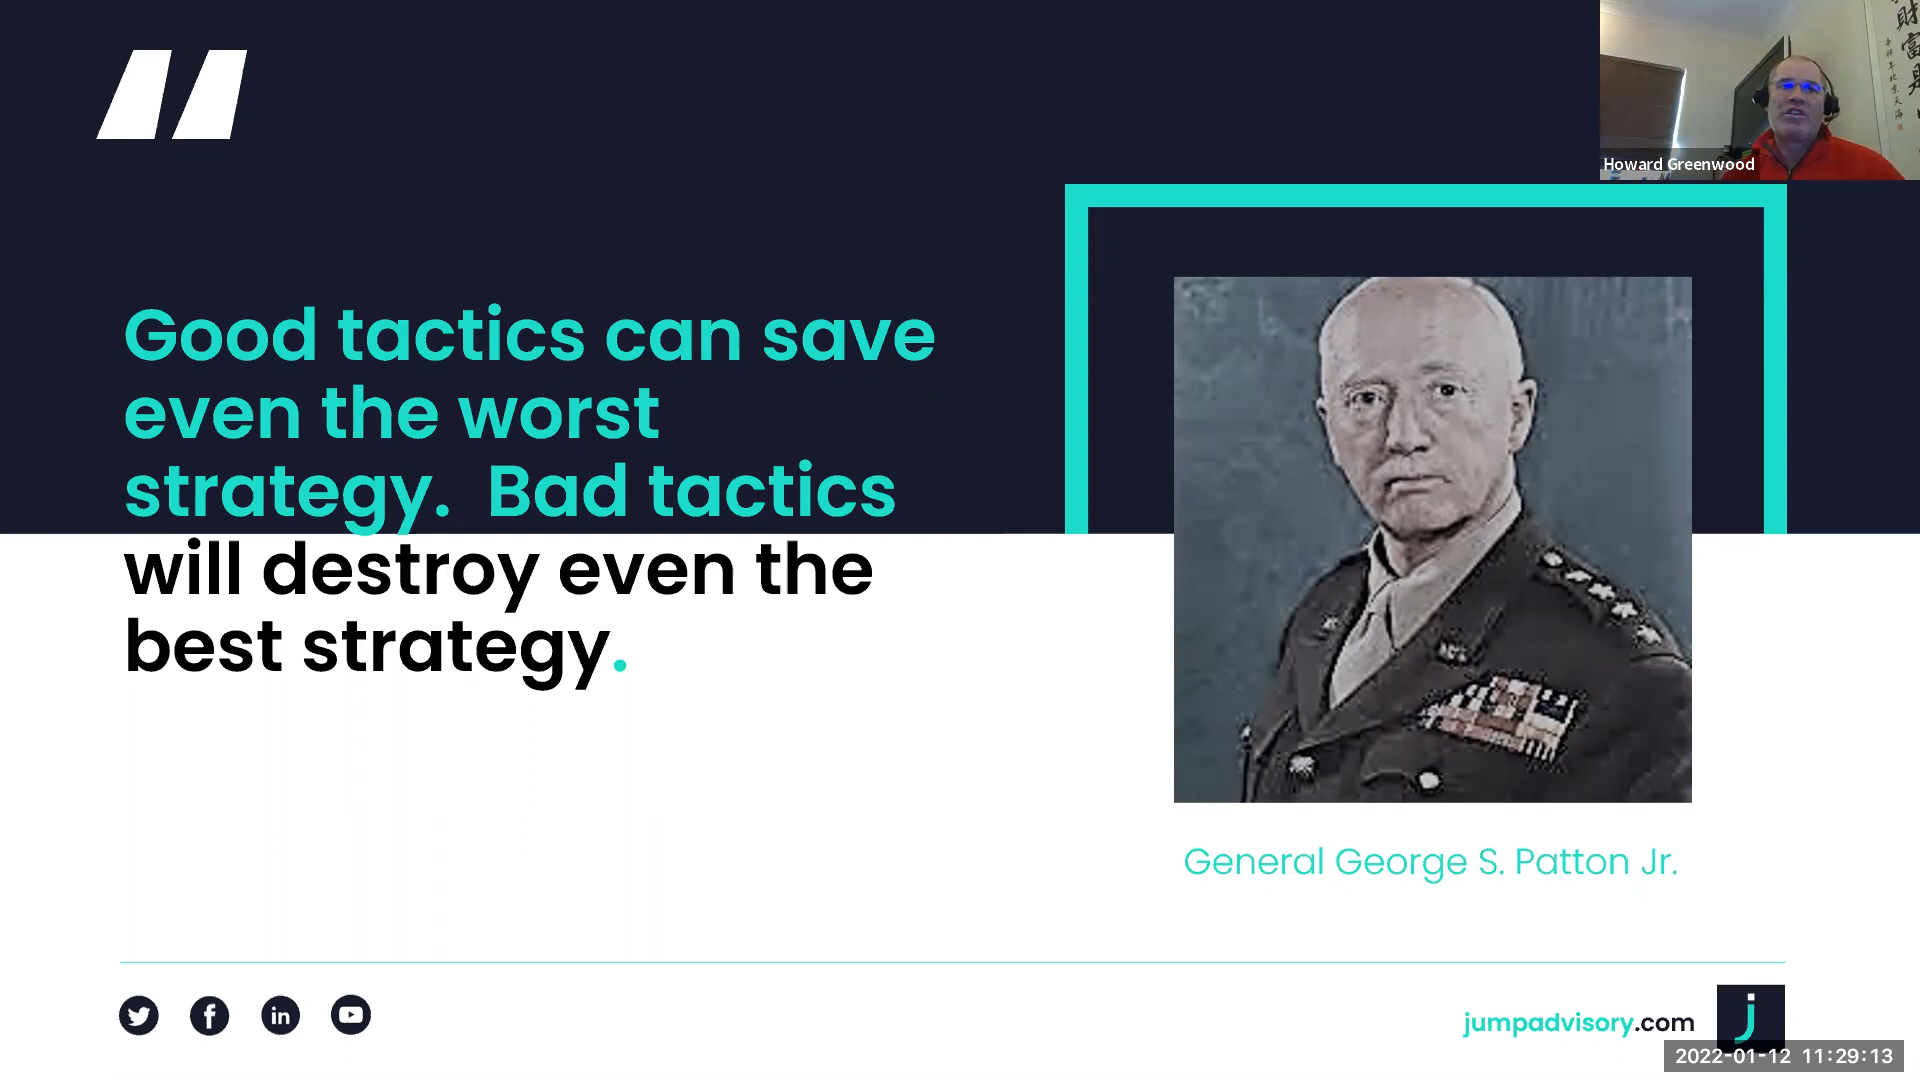 Good tactics can save
even the worst
strategy.  Bad tactics
will destroy even the
best strategy.
Howard Greenwood
General George S. Patton Jr.
jumpadvisory.com
j
2022-01-12 11:29:13